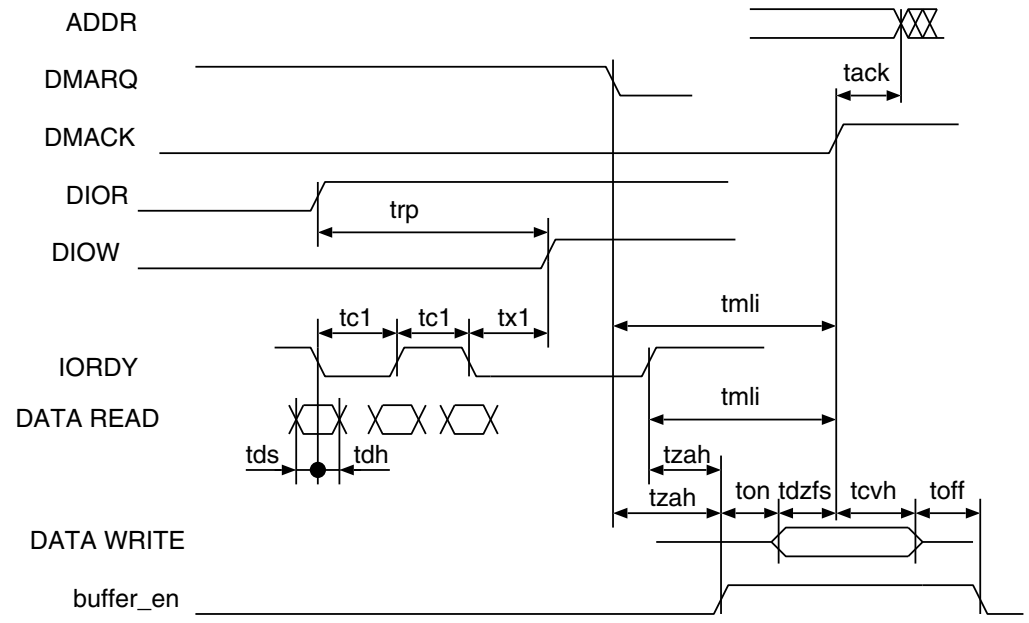 ADDR
DMARQ
tack
DMACK
DIOR
trp
DIOW
tmli
tc1 tc1 tx1
IORDY
tmli
DATA READ
tds tdh tzah
tzah ton tdzfs tcvh toff
DATA WRITE
buffer_en